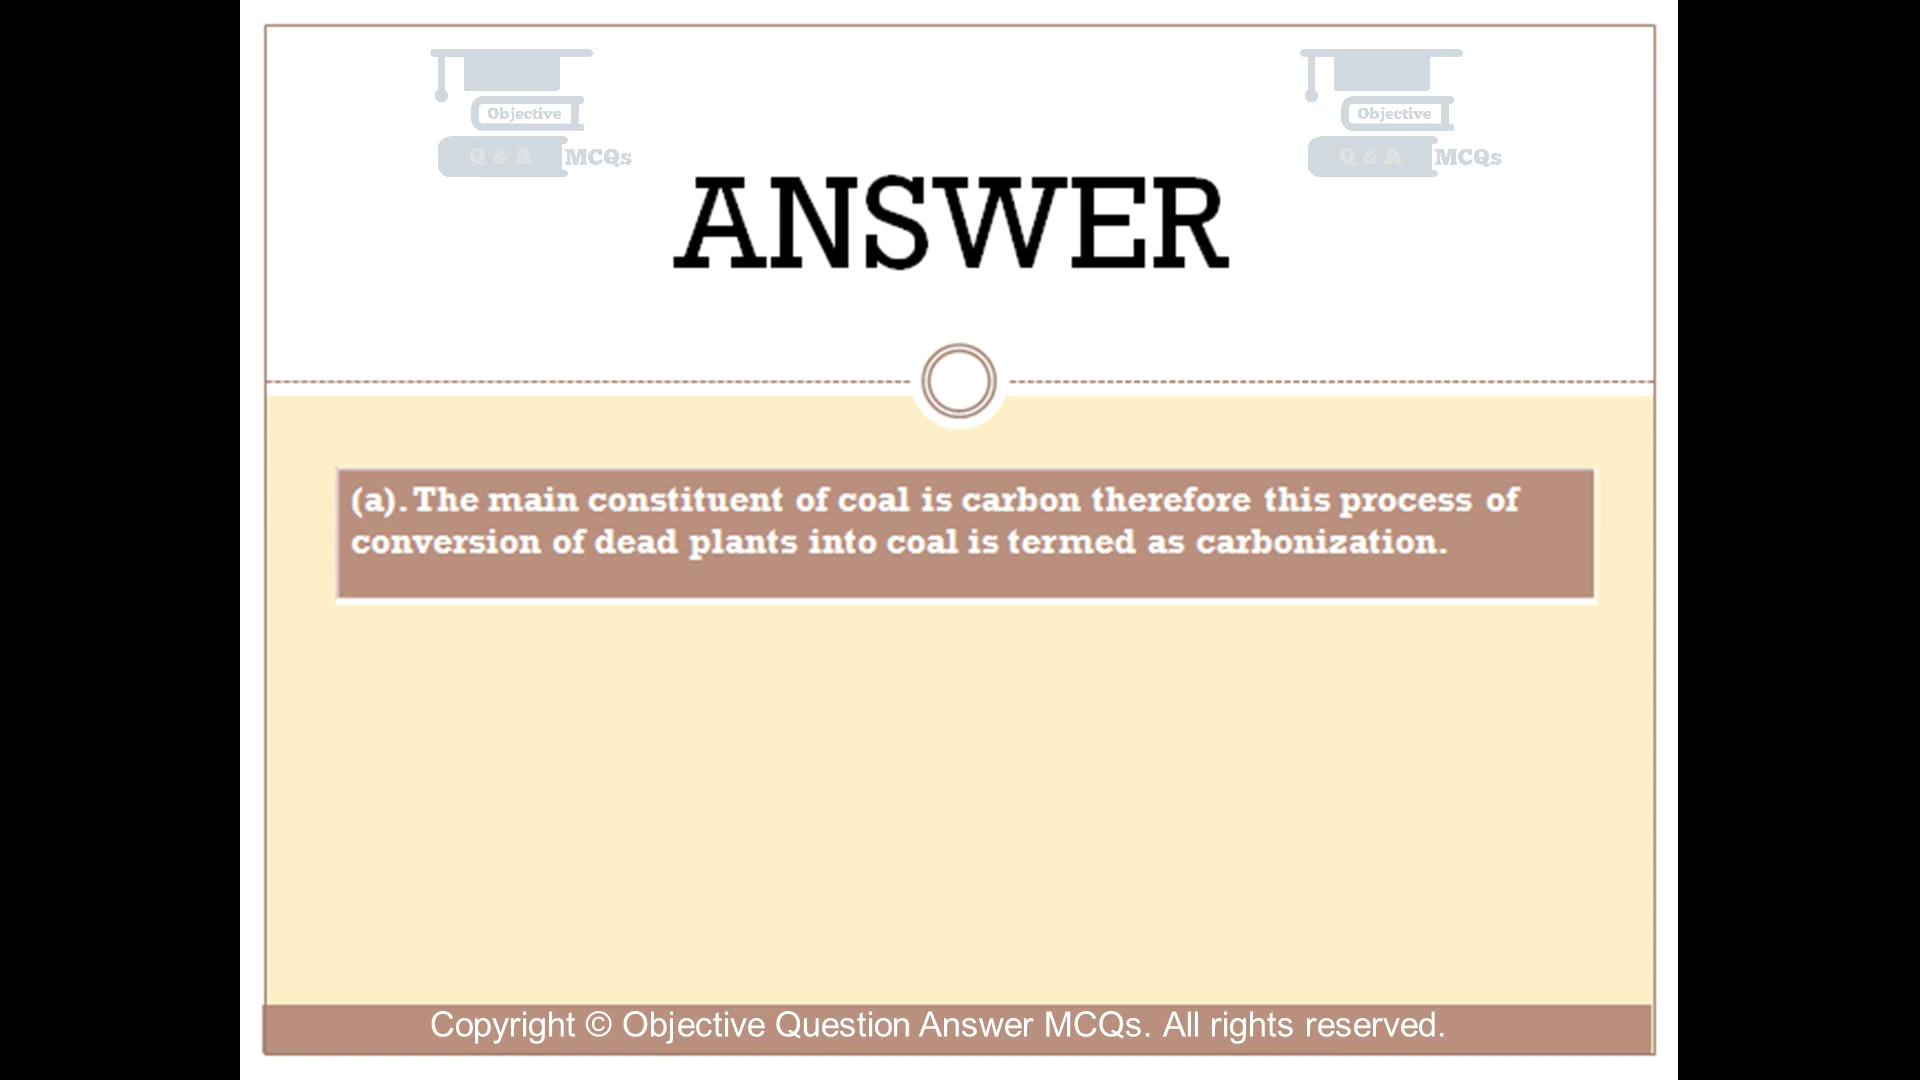 Objective
Q & A MCQs
Objective
Q & A MCQs
ANSWER
(a). The main constituent of coal is carbon therefore this process of
conversion of dead plants into coal is termed as carbonization.
Copyright © Objective Question Answer MCQs. All rights reserved.